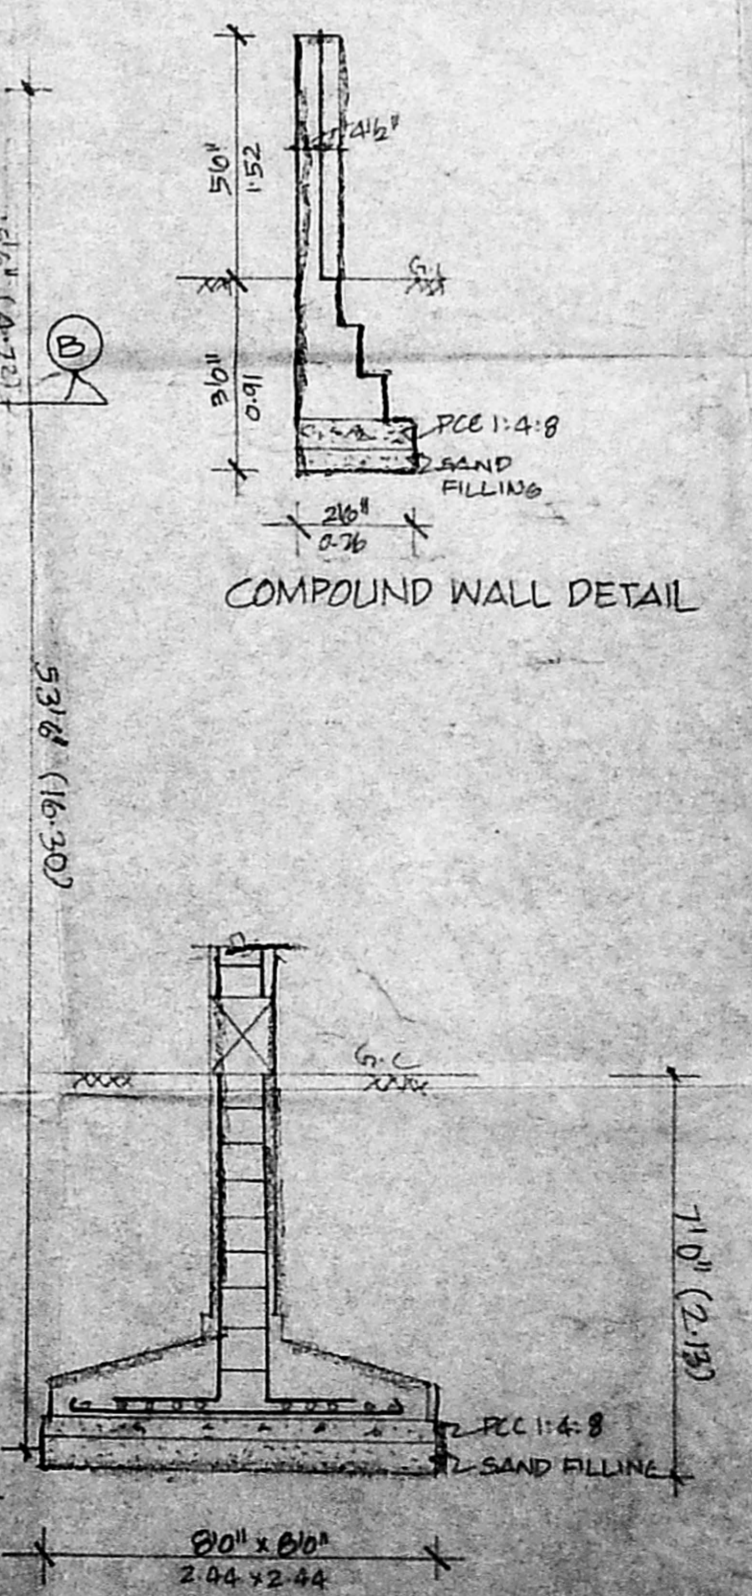 4½"
5'0"
1.52
G.L
B
3'0"
0.91
PCC 1:4:8
SAND
FILLING
2'6"
0.76
COMPOUND WALL DETAIL
53'6" (16.30)
G.L
7'0" (2.13)
PCC 1:4:8
SAND FILLING
8'0" x 8'0"
2.44 x 2.44